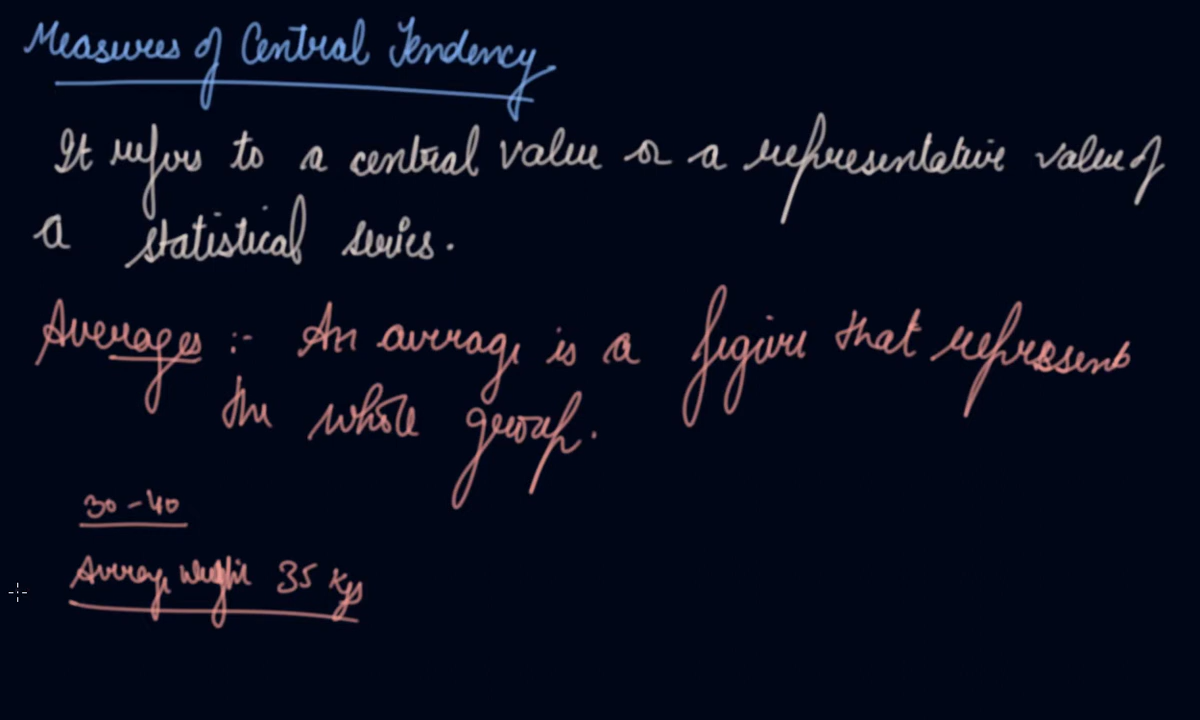 Measures of Central Tendency
It refers to a central value or a representative value of
a statistical series.
Averages :- An average is a figure that represents
the whole group.
30-40
Average weight 35 kgs